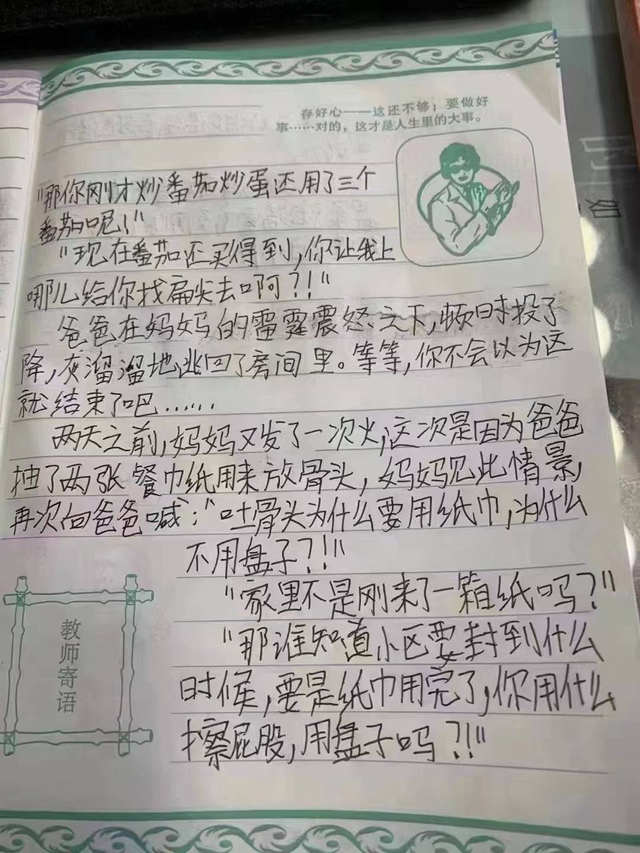 存好心——这还不够；要做好
事……对的，这才是人生里的大事。
"那你刚才炒番茄炒蛋还用了三个
番茄呢！"
"现在番茄还买得到，你让我上
哪儿给你找扁尖去啊？！"
爸爸在妈妈的雷霆震怒之下，顿时投了
降，灰溜溜地逃回了房间里。等等，你不会以为这
就结束了吧……
两天之前，妈妈又发了一次火，这次是因为爸爸
抽了两张餐巾纸用来放骨头，妈妈见此情景，
再次向爸爸喊："吐骨头为什么要用纸巾，为什么
不用盘子？！"
"家里不是刚来了一箱纸吗？"
"那谁知道小区要封到什么
时候，要是纸巾用完了，你用什么
擦屁股，用盘子吗？！"
教师寄语